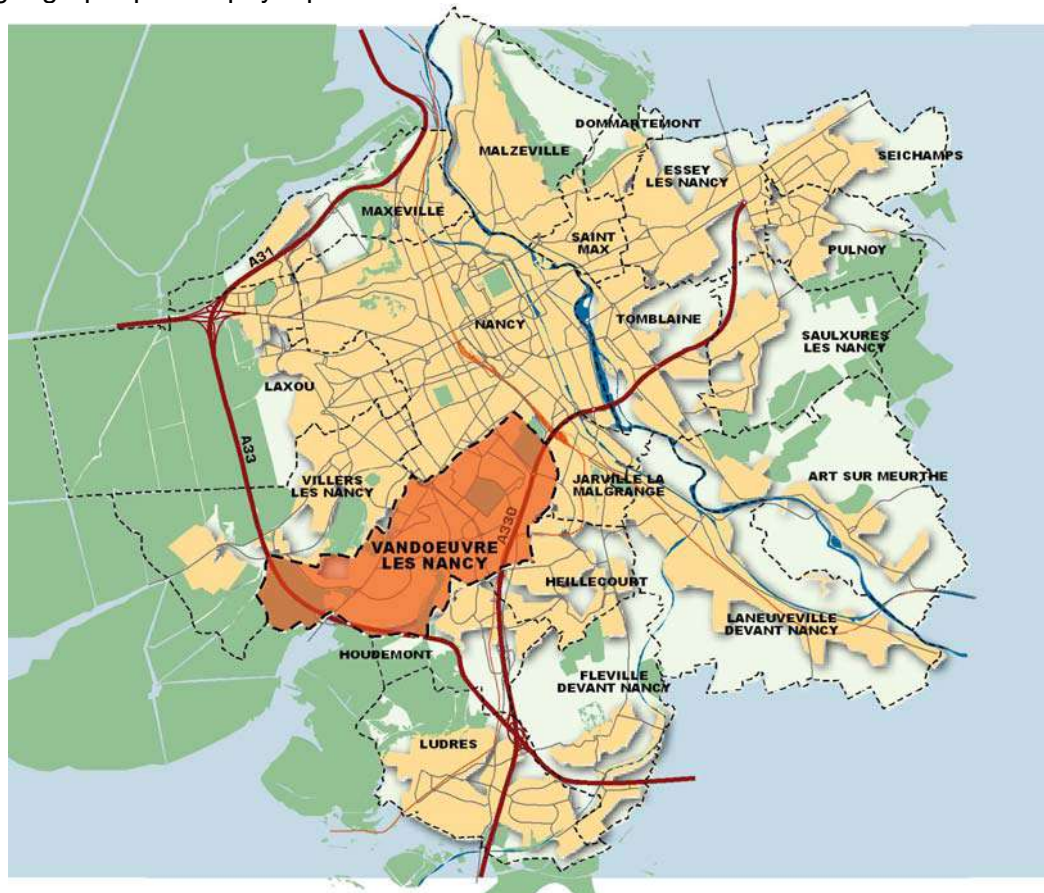 DOMMARTEMONT
MALZEVILLE
SEICHAMPS
ESSEY
LES NANCY
MAXEVILLE
SAINT
MAX
PULNOY
A31
NANCY
TOMBLAINE
SAULXURES
LES NANCY
LAXOU
A33
VILLERS
LES NANCY
JARVILLE LA
MALGRANGE
ART SUR MEURTHE
A330
VANDOEUVRE
LES NANCY
HEILLECOURT
LANEUVEVILLE
DEVANT NANCY
HOUDEMONT
FLEVILLE
DEVANT NANCY
LUDRES